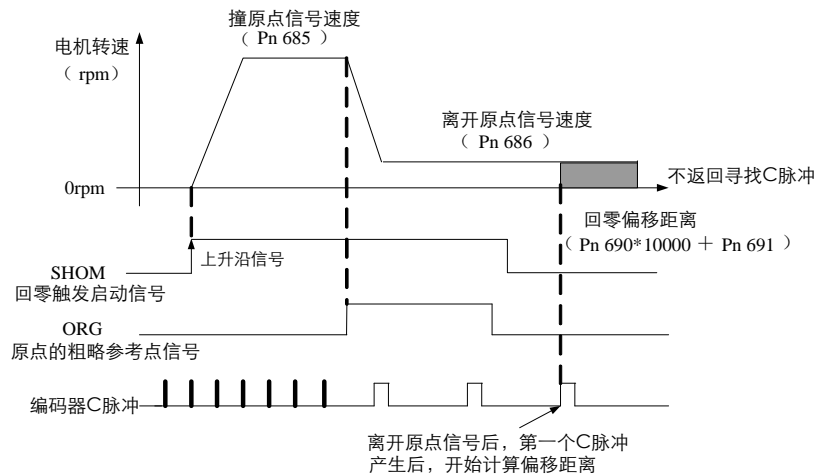 撞原点信号速度
（ Pn 685 ）
电机转速
（ rpm）
离开原点信号速度
（ Pn 686 ）
0rpm
不返回寻找C脉冲
回零偏移距离
（ Pn 690*10000 ＋ Pn 691 ）
上升沿信号
SHOM
回零触发启动信号
ORG
原点的粗略参考点信号
编码器C脉冲
离开原点信号后，第一个C脉冲
产生后，开始计算偏移距离